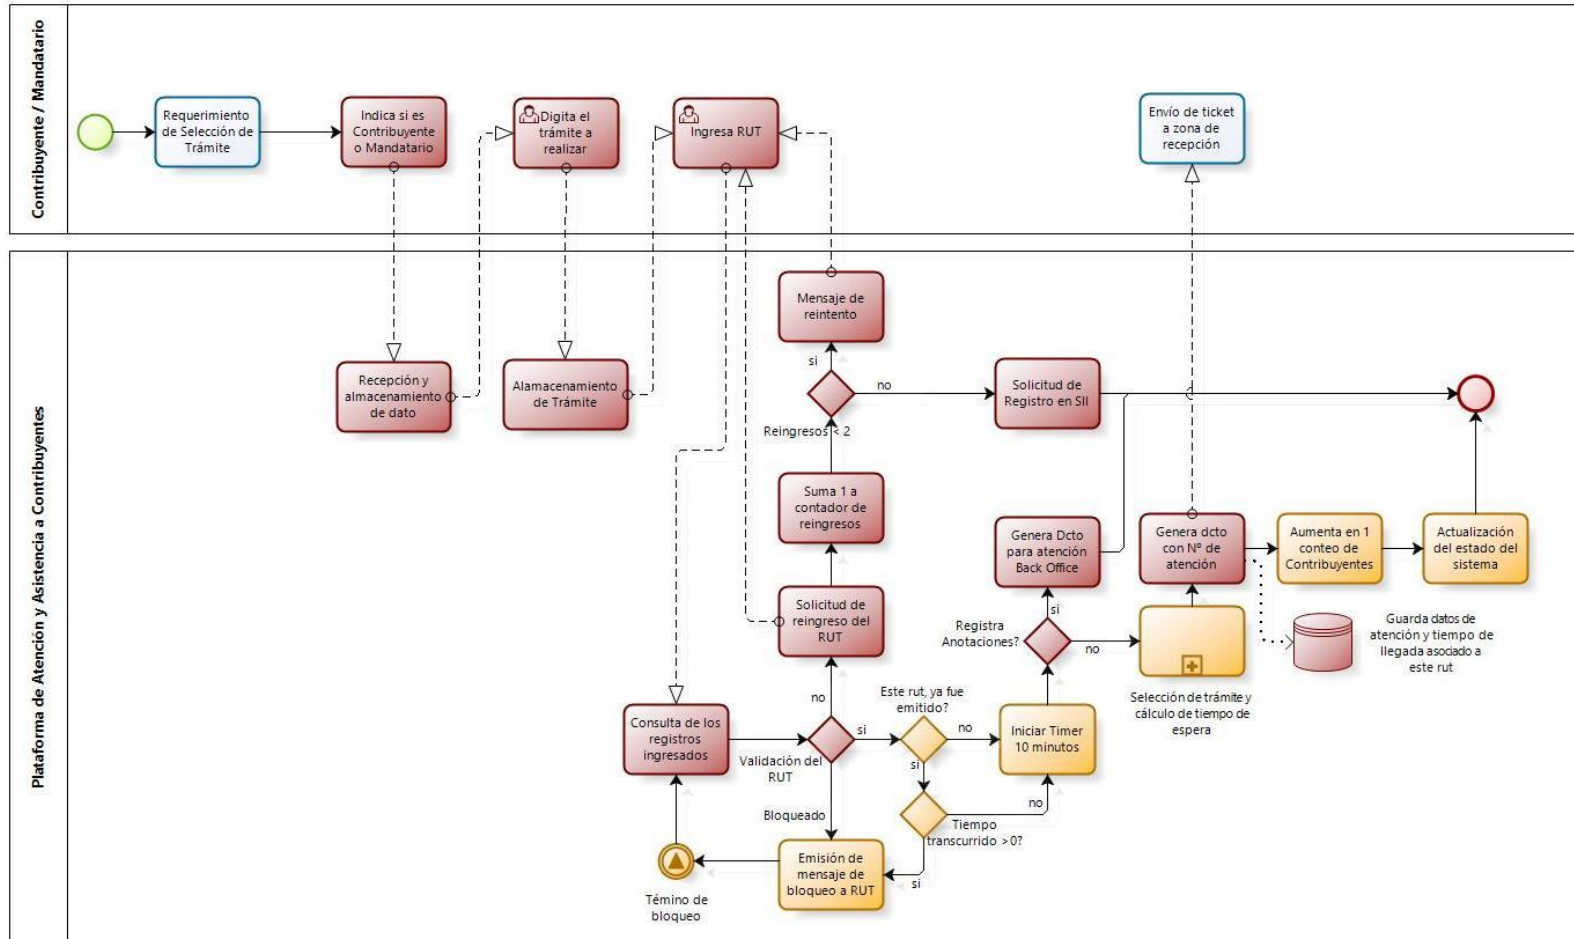 Contribuyente / Mandatario
Requerimiento
de Selección de
Trámite
Indica si es
Contribuyente
o Mandatario
Digita el
trámite a
realizar
Ingresa RUT
Envío de ticket
a zona de
recepción
Plataforma de Atención y Asistencia a Contribuyentes
Mensaje de
reintento
si
no
Reingresos < 2
Recepción y
almacenamiento
de dato
Alamacenamiento
de Trámite
Solicitud de
Registro en SII
Suma 1 a
contador de
reingresos
Genera Dcto
para atención
Back Office
Genera dcto
con Nº de
atención
Aumenta en 1
conteo de
Contribuyentes
Actualización
del estado del
sistema
Solicitud de
reingreso del
RUT
Registra
Anotaciones?
si
no
Guarda datos de
atención y tiempo de
llegada asociado a
este rut
Selección de trámite y
cálculo de tiempo de
espera
no
Este rut, ya fue
emitido?
Consulta de los
registros
ingresados
Validación del
RUT
si
no
si
Iniciar Timer
10 minutos
Bloqueado
no
Tiempo
transcurrido >0?
si
Emisión de
mensaje de
bloqueo a RUT
Témino de
bloqueo